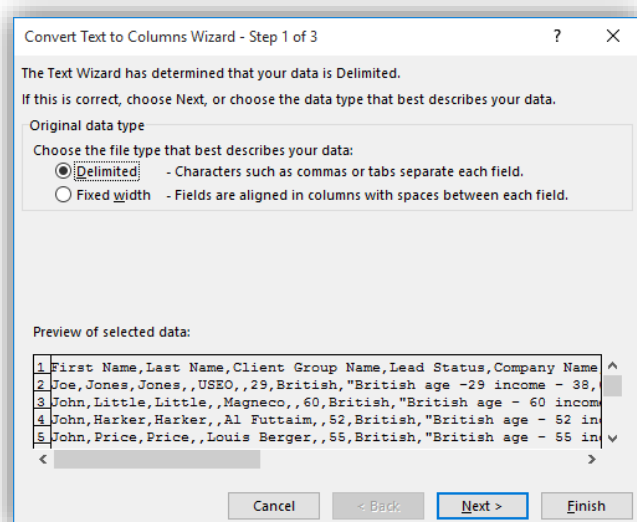 Convert Text to Columns Wizard - Step 1 of 3 ?
The Text Wizard has determined that your data is Delimited.
If this is correct, choose Next, or choose the data type that best describes your data.
Original data type
Choose the file type that best describes your data:
Delimited - Characters such as commas or tabs separate each field.
Fixed width - Fields are aligned in columns with spaces between each field.
Preview of selected data:
1 First Name,Last Name,Client Group Name,Lead Status,Company Name
2 Joe,Jones,Jones,,USEO,,29,British,"British age -29 income - 38,
3 John,Little,Little,,Magneco,,60,British,"British age - 60 incom
4 John,Harker,Harker,,Al Futtaim,,52,British,"British age - 52 in
5 John,Price,Price,,Louis Berger,,55,British,"British age - 55 in
Cancel < Back Next > Finish